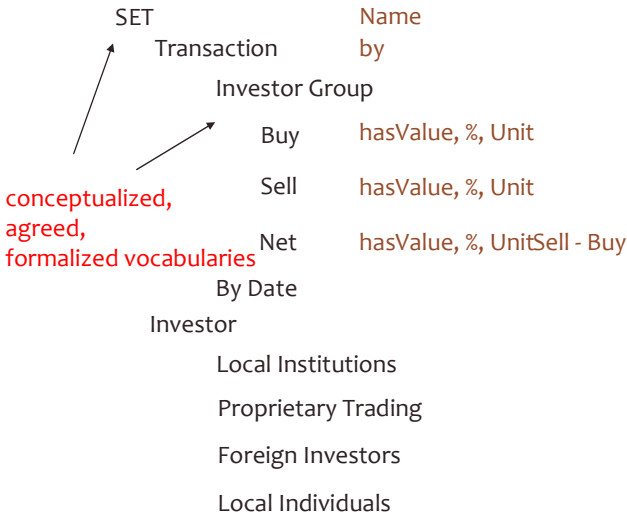 SET Name
Transaction by
Investor Group
Buy hasValue, %, Unit
Sell hasValue, %, Unit
conceptualized,
agreed,
formalized vocabularies
Net hasValue, %, UnitSell - Buy
By Date
Investor
Local Institutions
Proprietary Trading
Foreign Investors
Local Individuals